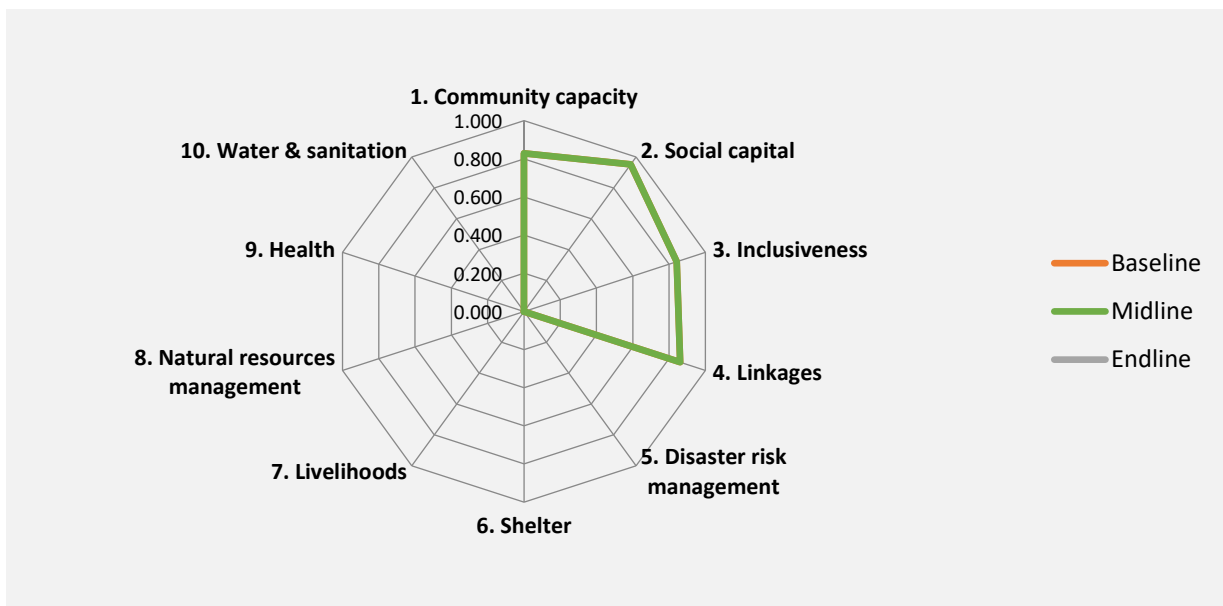 1. Community capacity
1.000
0.800
0.600
0.400
0.200
0.000
2. Social capital
3. Inclusiveness
4. Linkages
5. Disaster risk
management
6. Shelter
7. Livelihoods
8. Natural resources
management
9. Health
10. Water & sanitation
Baseline
Midline
Endline